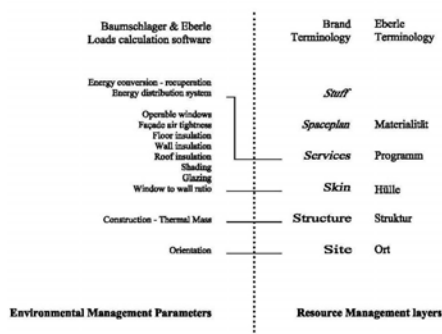 Baumschlager & Eberle
Loads calculation software
Brand
Terminology
Eberle
Terminology
Energy conversion - recuperation
Energy distribution system
Stuff
Operable windows
Façade air tightness
Floor insulation
Wall insulation
Roof insulation
Shading
Glazing
Window to wall ratio
Spaceplan Materialität
Services Programm
Skin Hülle
Construction - Thermal Mass Structure Struktur
Orientation Site Ort
Environmental Management Parameters Resource Management layers